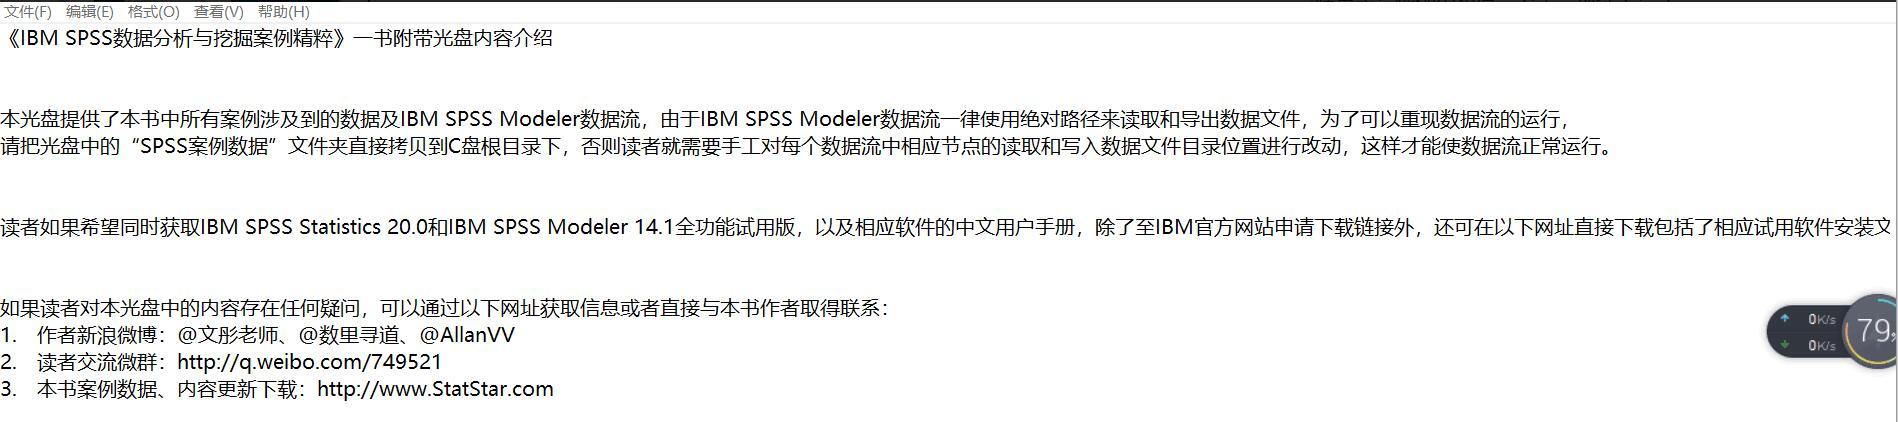 文件(F) 编辑(E) 格式(O) 查看(V) 帮助(H)
《IBM SPSS数据分析与挖掘案例精粹》一书附带光盘内容介绍
本光盘提供了本书中所有案例涉及到的数据及IBM SPSS Modeler数据流，由于IBM SPSS Modeler数据流一律使用绝对路径来读取和导出数据文件，为了可以重现数据流的运行，
请把光盘中的“SPSS案例数据”文件夹直接拷贝到C盘根目录下，否则读者就需要手工对每个数据流中相应节点的读取和写入数据文件目录位置进行改动，这样才能使数据流正常运行。
读者如果希望同时获取IBM SPSS Statistics 20.0和IBM SPSS Modeler 14.1全功能试用版，以及相应软件的中文用户手册，除了至IBM官方网站申请下载链接外，还可在以下网址直接下载包括了相应试用软件安装文
如果读者对本光盘中的内容存在任何疑问，可以通过以下网址获取信息或者直接与本书作者取得联系：
1. 作者新浪微博：@文彤老师、@数里寻道、@AllanVV
2. 读者交流微群：http://q.weibo.com/749521
3. 本书案例数据、内容更新下载：http://www.StatStar.com
0K/s
0K/s
79%